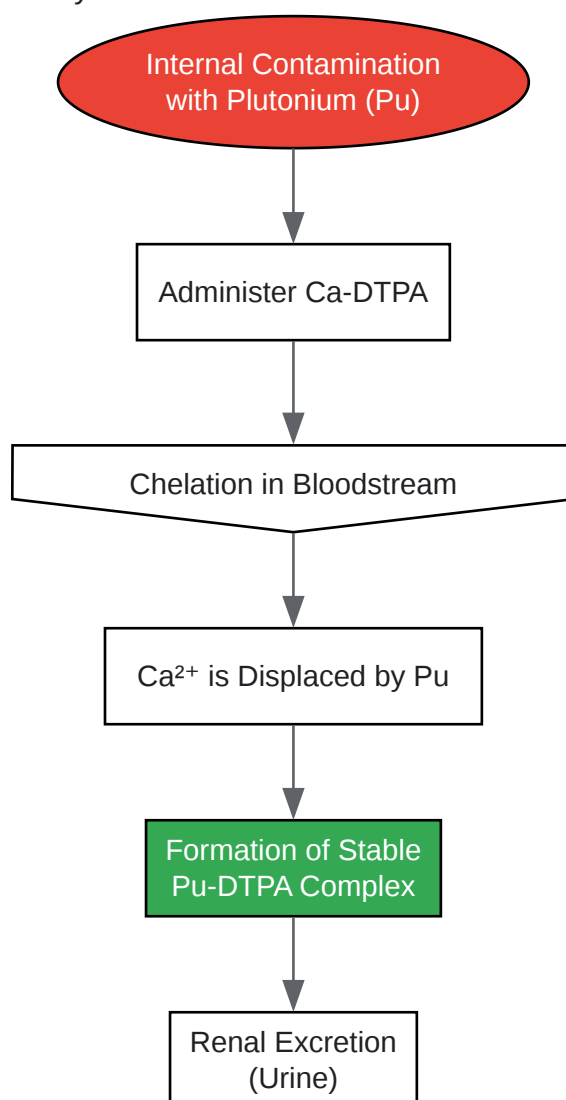 Internal Contamination
with Plutonium (Pu)
Administer Ca-DTPA
Chelation in Bloodstream
Ca²⁺ is Displaced by Pu
Formation of Stable
Pu-DTPA Complex
Renal Excretion
(Urine)